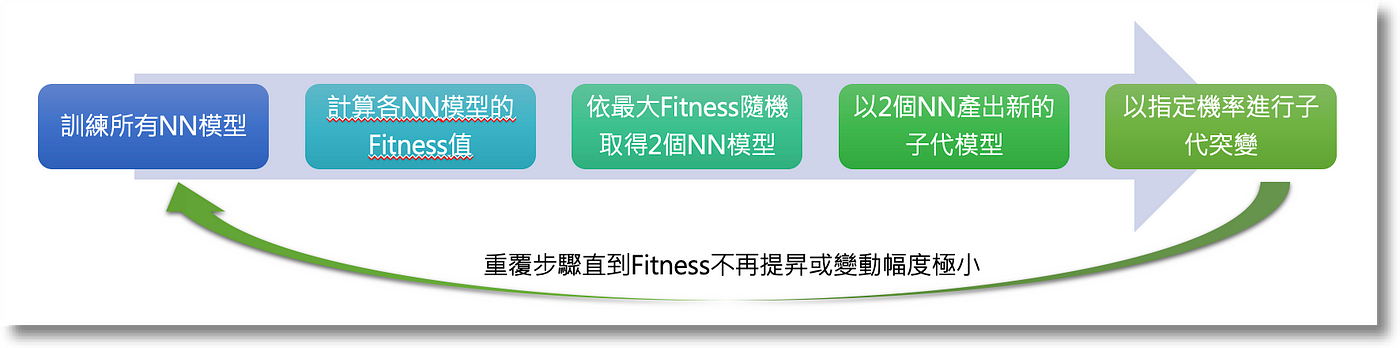 訓練所有NN模型
計算各NN模型的
Fitness值
依最大Fitness隨機
取得2個NN模型
以2個NN產出新的
子代模型
以指定機率進行子
代突變
重覆步驟直到Fitness不再提昇或變動幅度極小